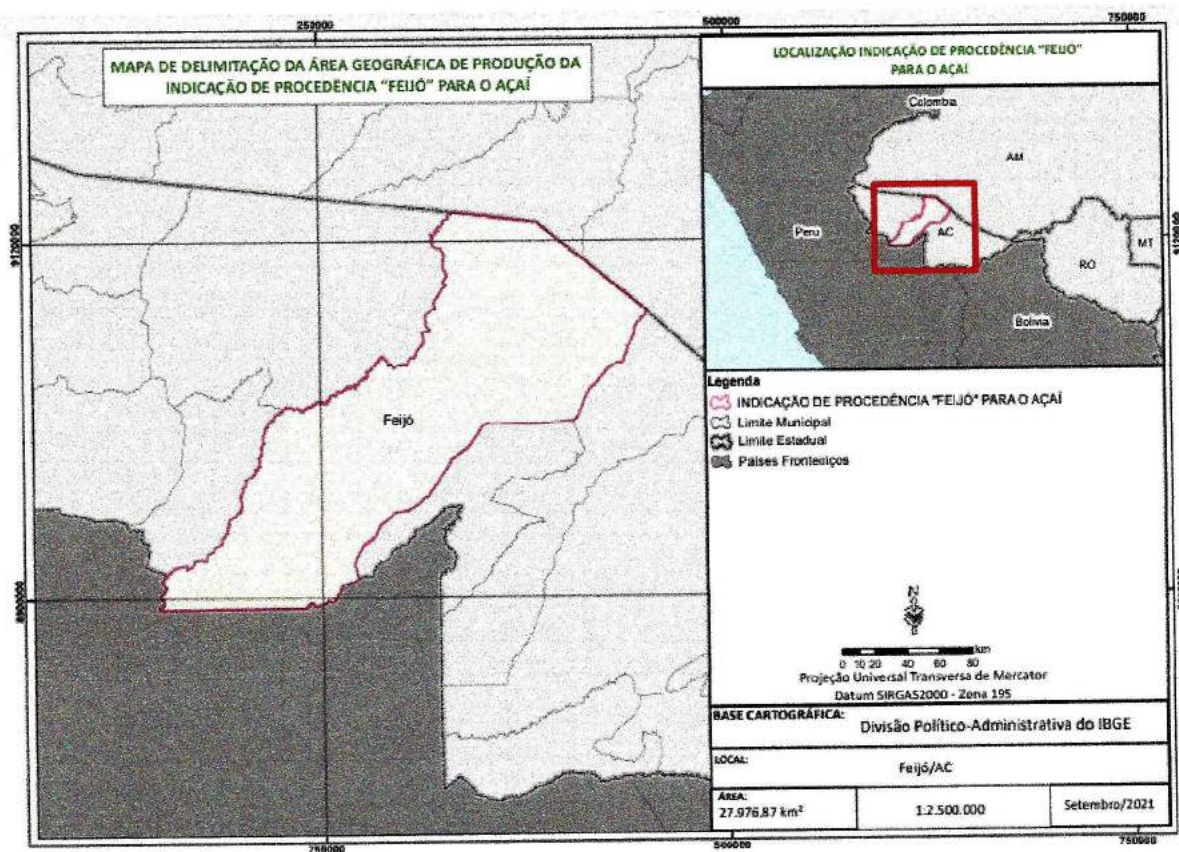 250000
500000
750000
MAPA DE DELIMITAÇÃO DA ÁREA GEOGRÁFICA DE PRODUÇÃO DA
INDICAÇÃO DE PROCEDÊNCIA "FEIJÓ" PARA O AÇAÍ
LOCALIZAÇÃO INDICAÇÃO DE PROCEDÊNCIA "FEIJÓ"
PARA O AÇAÍ
Colombia
AM
Peru
AC
RO
MT
Bolivia
9120000
9120000
Feijó
8880000
Legenda
INDICAÇÃO DE PROCEDÊNCIA "FEIJÓ" PARA O AÇAÍ
Limite Municipal
Limite Estadual
Países Fronteiriços
N
0 10 20 40 60 80 km
Projeção Universal Transversa de Mercator
Datum SIRGAS2000 - Zona 19S
BASE CARTOGRÁFICA: Divisão Político-Administrativa do IBGE
LOCAL: Feijó/AC
ÁREA:
27.976,87 km² 1:2.500.000 Setembro/2021
250000
500000
750000